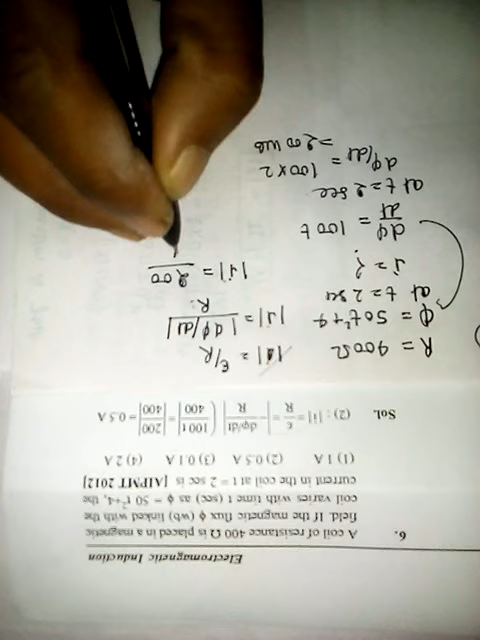 Electromagnetic Induction
6. A coil of resistance 400 Ω is placed in a magnetic
field. If the magnetic flux ϕ (wb) linked with the
coil varies with time t (sec) as ϕ = 50 t²+4, the
current in the coil at t = 2 sec is [AIPMT 2012]
(1) 1 A (2) 0.5 A (3) 0.1 A (4) 2 A
Sol. (2) : |i| = ε/R = |−dϕ/dt / R| |100 t / 400| = |200 / 400| = 0.5 A
R = 400Ω
ϕ = 50t²+4
at t = 2 sec
i = ?
dϕ/dt = 100 t
at t = 2 sec
dϕ/dt = 100 x 2
= 200 wb
|i| = ε/R
|i| = |dϕ/dt| / R
|i| = 200